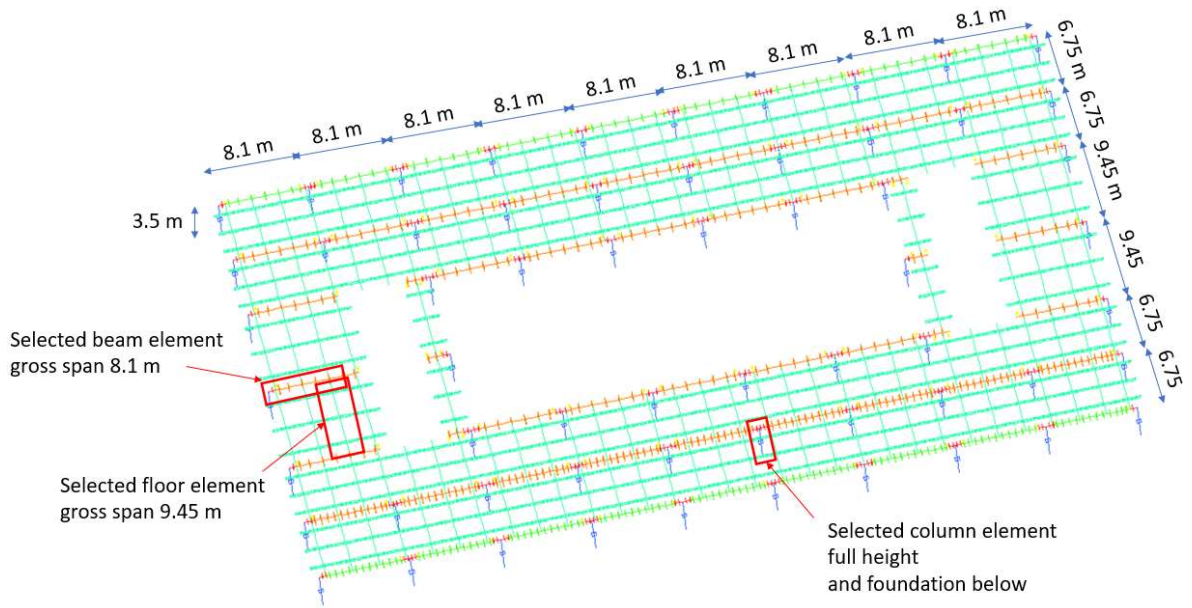 8.1 m
8.1 m
8.1 m
8.1 m
8.1 m
8.1 m
8.1 m
8.1 m
8.1 m
6.75 m
6.75
9.45 m
9.45
6.75
6.75
3.5 m
Selected beam element
gross span 8.1 m
Selected floor element
gross span 9.45 m
Selected column element
full height
and foundation below